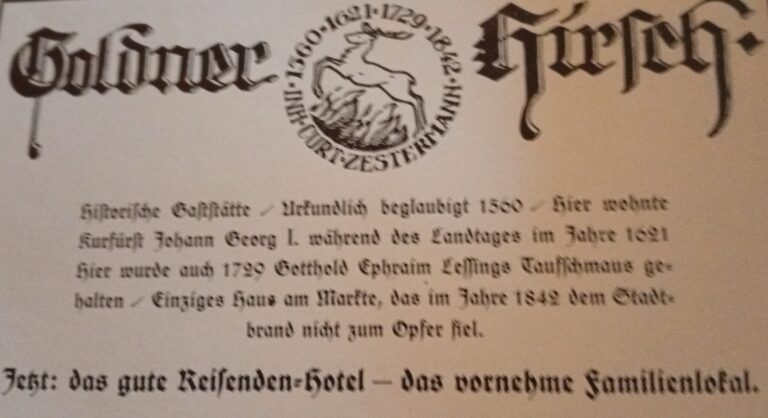 Goldner Hirsch.
· 1560 · 1621 · 1729 · 1842 ·
INH · CURT · ZESTERMANN
Historische Gaststätte / Urkundlich beglaubigt 1560 / Hier wohnte
Kurfürst Johann Georg I. während des Landtages im Jahre 1621
Hier wurde auch 1729 Gotthold Ephraim Lessings Taufschmaus ge-
halten / Einziges Haus am Markte, das im Jahre 1842 dem Stadt-
brand nicht zum Opfer fiel.
Jetzt: das gute Reisenden-Hotel — das vornehme Familienlokal.